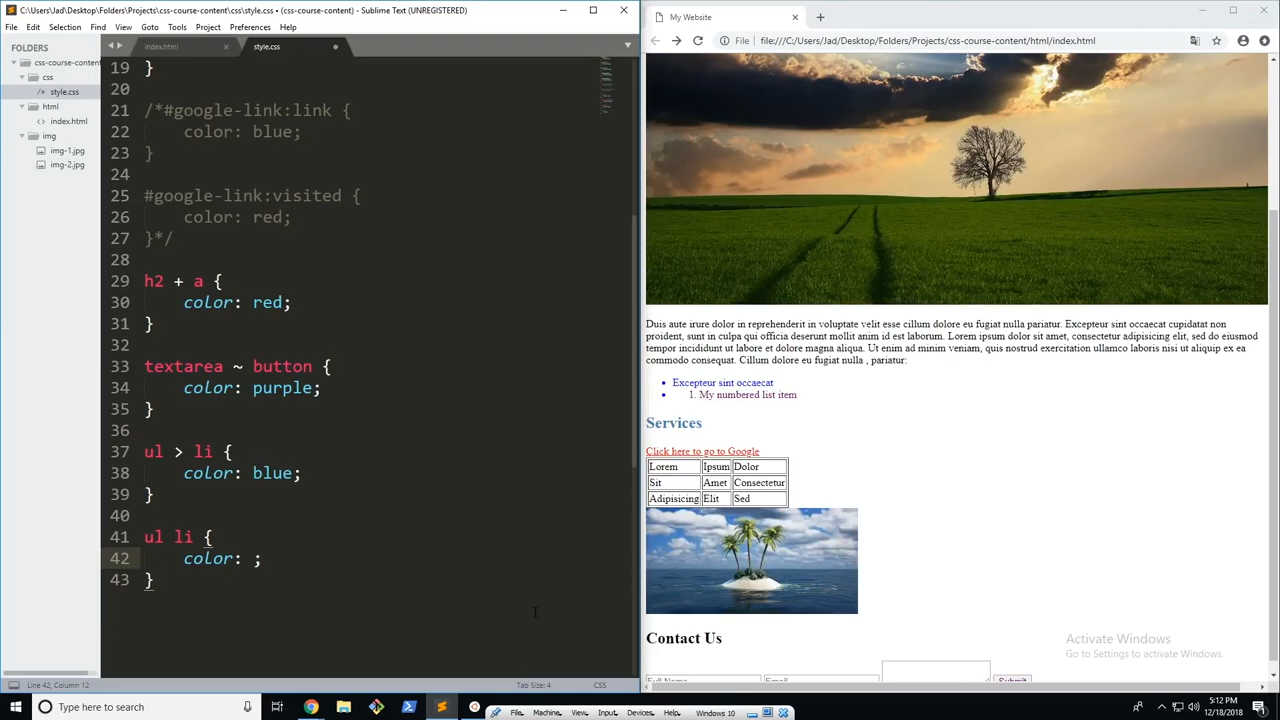 C:\Users\Jad\Desktop\Folders\Projects\css-course-content\css\style.css • (css-course-content) - Sublime Text (UNREGISTERED)
File Edit Selection Find View Goto Tools Project Preferences Help
FOLDERS
css-course-content
css
/* style.css
html
index.html
img
img-1.jpg
img-2.jpg
index.html
style.css
19 }
20
21 /*#google-link:link {
22 color: blue;
23 }
24
25 #google-link:visited {
26 color: red;
27 }*/
28
29 h2 + a {
30 color: red;
31 }
32
33 textarea ~ button {
34 color: purple;
35 }
36
37 ul > li {
38 color: blue;
39 }
40
41 ul li {
42 color: ;
43 }
Line 42, Column 12
Tab Size: 4
CSS
My Website
File file:///C:/Users/Jad/Desktop/Folders/Projects/css-course-content/html/index.html
Duis aute irure dolor in reprehenderit in voluptate velit esse cillum dolore eu fugiat nulla pariatur. Excepteur sint occaecat cupidatat non
proident, sunt in culpa qui officia deserunt mollit anim id est laborum. Lorem ipsum dolor sit amet, consectetur adipisicing elit, sed do eiusmod
tempor incididunt ut labore et dolore magna aliqua. Ut enim ad minim veniam, quis nostrud exercitation ullamco laboris nisi ut aliquip ex ea
commodo consequat. Cillum dolore eu fugiat nulla , pariatur:
• Excepteur sint occaecat
• 1. My numbered list item
Services
Click here to go to Google
Lorem Ipsum Dolor
Sit Amet Consectetur
Adipisicing Elit Sed
Contact Us
Full Name Email Submit
Activate Windows
Go to Settings to activate Windows.
Type here to search
File Machine View Input Devices Help Windows 10
5:12 PM
12/18/2018